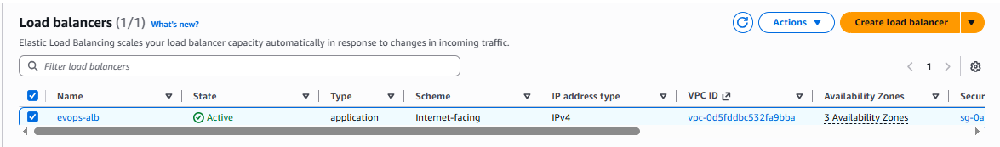 Load balancers (1/1) What's new? Actions Create load balancer
Elastic Load Balancing scales your load balancer capacity automatically in response to changes in incoming traffic.
Filter load balancers 1
Name State Type Scheme IP address type VPC ID Availability Zones Secur
evops-alb Active application Internet-facing IPv4 vpc-0d5fddbc532fa9bba 3 Availability Zones sg-0a